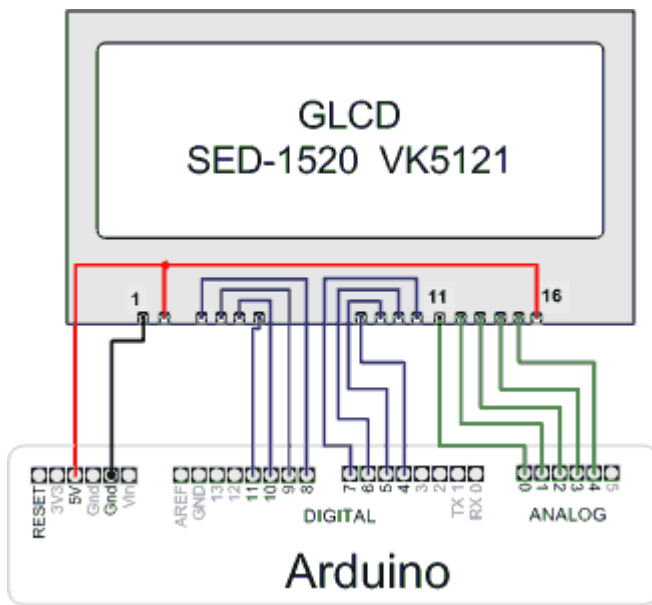 GLCD
SED-1520 VK5121
1
11
16
RESET
3V3
5V
Gnd
Gnd
Vin
AREF
GND
13
12
11
10
9
8
7
6
5
4
3
2
TX 1
RX 0
0
1
2
3
4
5
DIGITAL
ANALOG
Arduino